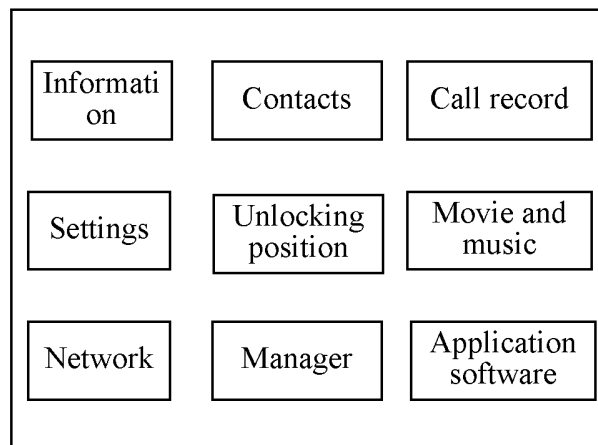 Informati
on
Contacts
Call record
Settings
Unlocking
position
Movie and
music
Network
Manager
Application
software